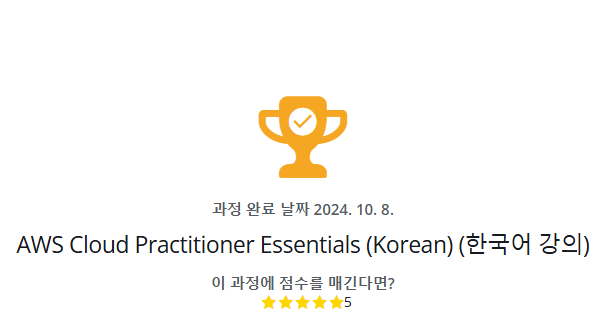 과정 완료 날짜 2024. 10. 8.
AWS Cloud Practitioner Essentials (Korean) (한국어 강의)
이 과정에 점수를 매긴다면?
★★★★★5